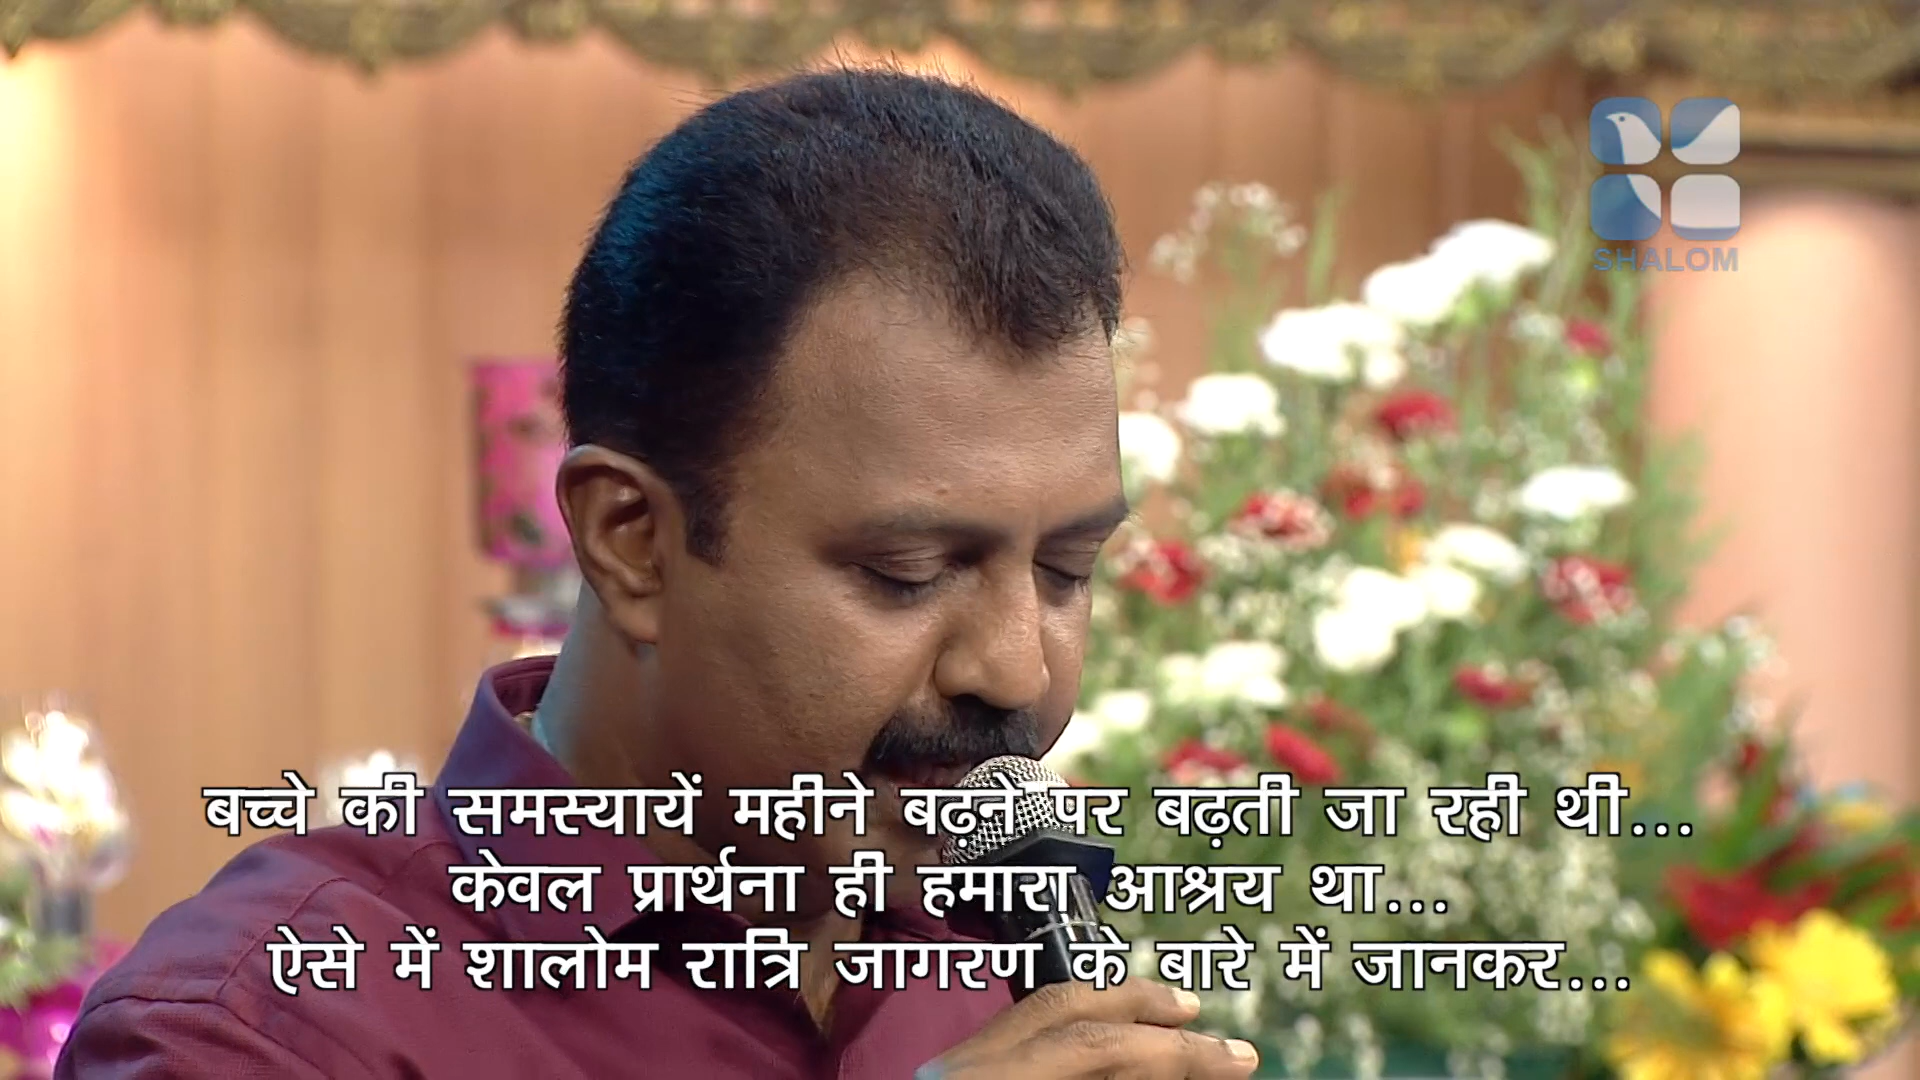 SHALOM
बच्चे की समस्यायें महीने बढ़ने पर बढ़ती जा रही थी...
केवल प्रार्थना ही हमारा आश्रय था...
ऐसे में शालोम रात्रि जागरण के बारे में जानकर...